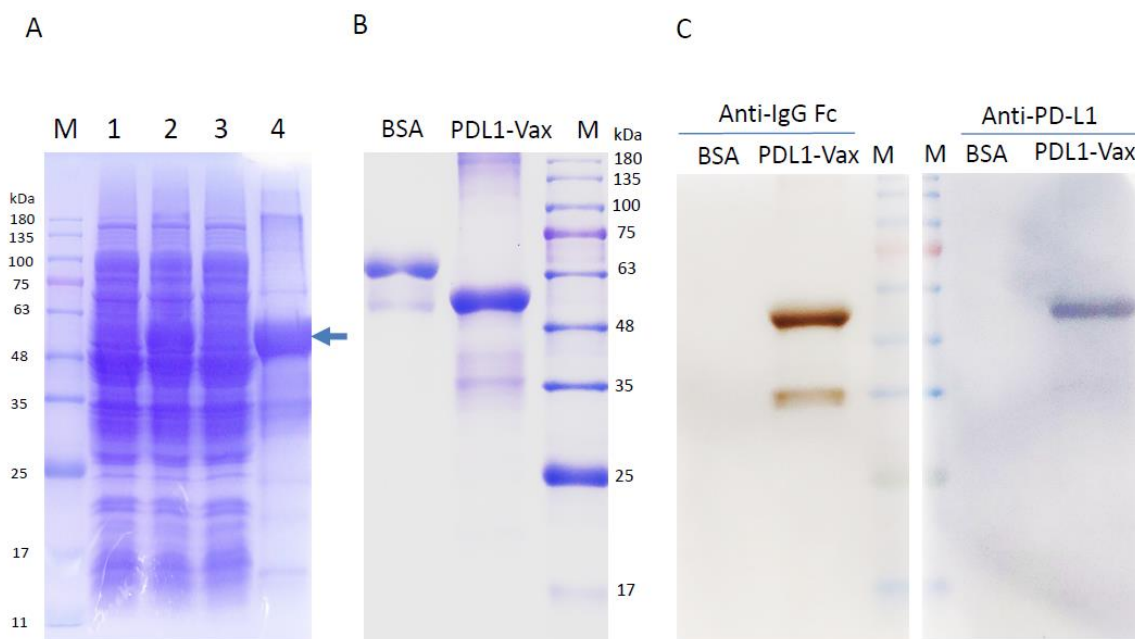 A
B
C
M 1 2 3 4
kDa
180
135
100
75
63
48
35
25
17
11
BSA PDL1-Vax M
kDa
180
135
100
75
63
48
35
25
17
Anti-IgG Fc
BSA PDL1-Vax M
Anti-PD-L1
M BSA PDL1-Vax